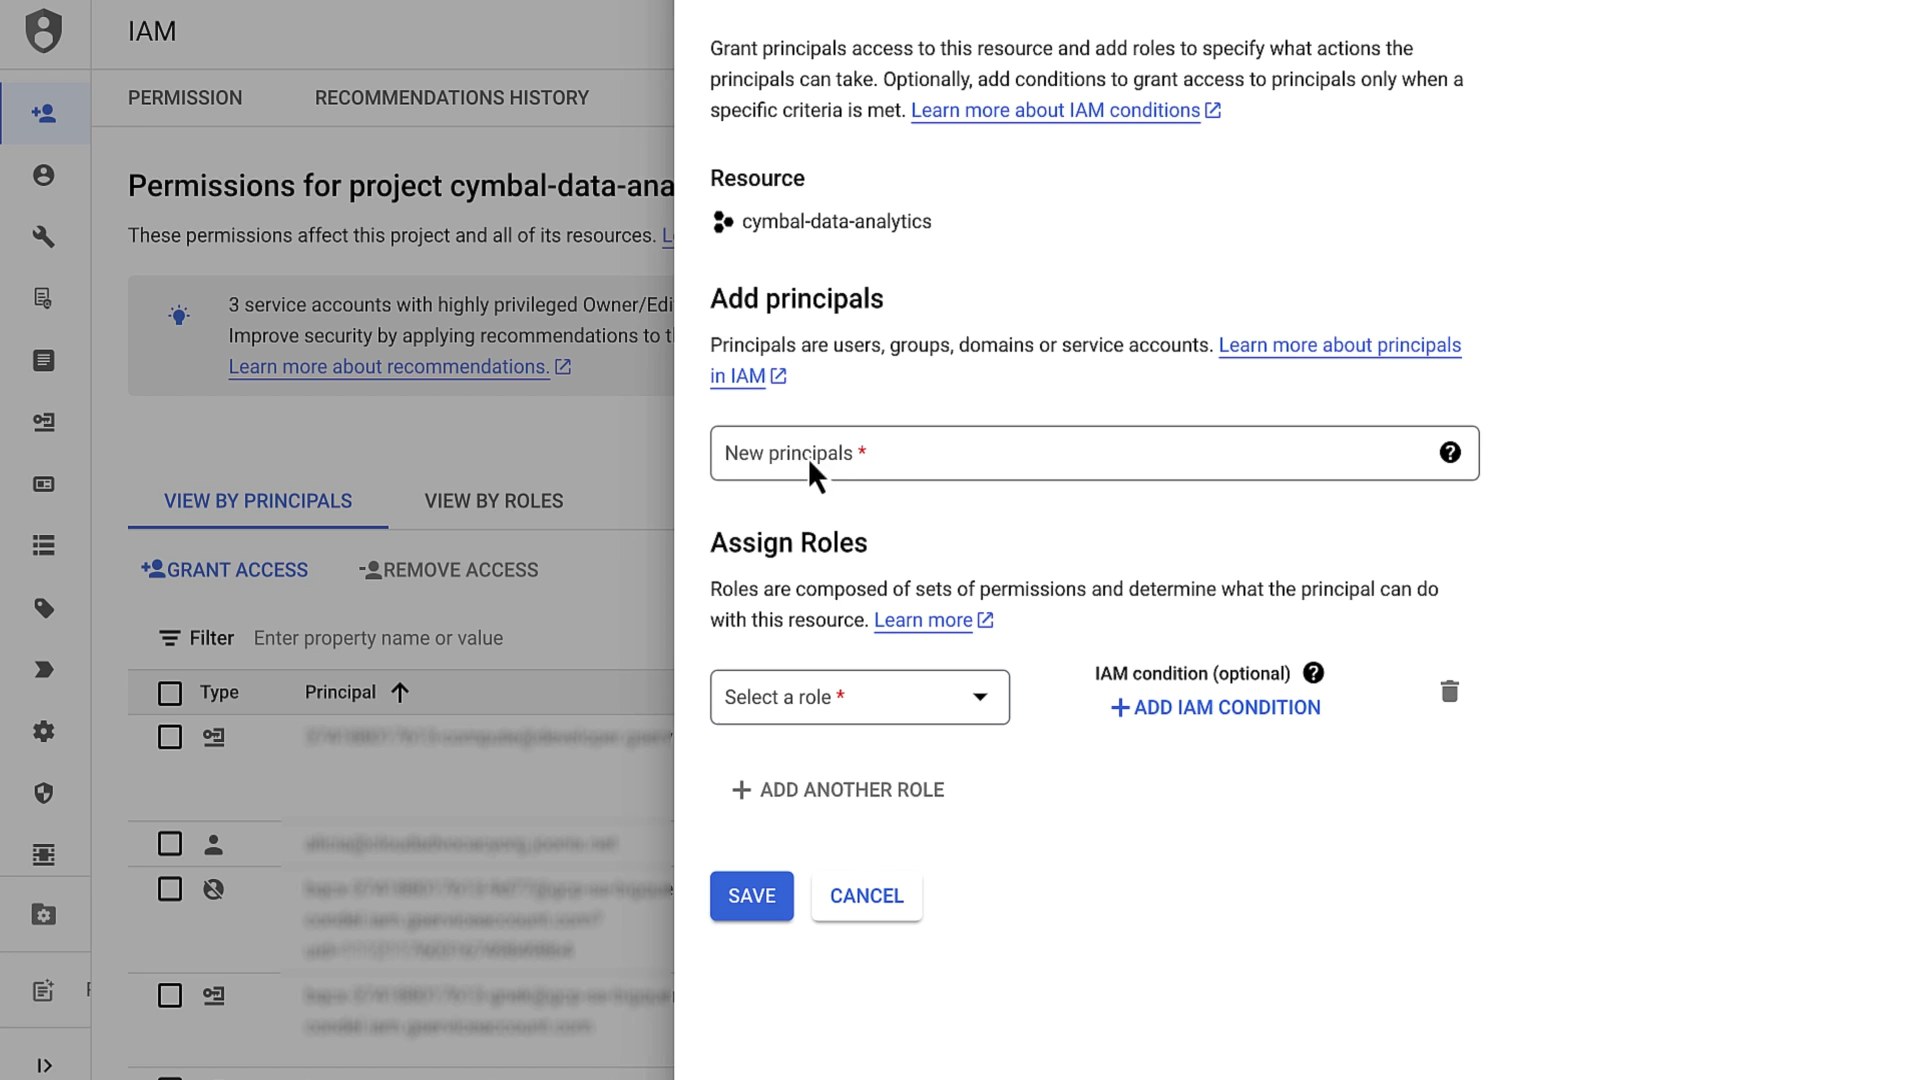 IAM
PERMISSION
RECOMMENDATIONS HISTORY
Permissions for project cymbal-data-ana
These permissions affect this project and all of its resources. L
3 service accounts with highly privileged Owner/Edi
Improve security by applying recommendations to t
Learn more about recommendations.
VIEW BY PRINCIPALS
VIEW BY ROLES
GRANT ACCESS
REMOVE ACCESS
Filter
Enter property name or value
Type
Principal
Grant principals access to this resource and add roles to specify what actions the
principals can take. Optionally, add conditions to grant access to principals only when a
specific criteria is met. Learn more about IAM conditions
Resource
cymbal-data-analytics
Add principals
Principals are users, groups, domains or service accounts. Learn more about principals
in IAM
New principals *
Assign Roles
Roles are composed of sets of permissions and determine what the principal can do
with this resource. Learn more
Select a role *
IAM condition (optional)
+ ADD IAM CONDITION
+ ADD ANOTHER ROLE
SAVE
CANCEL